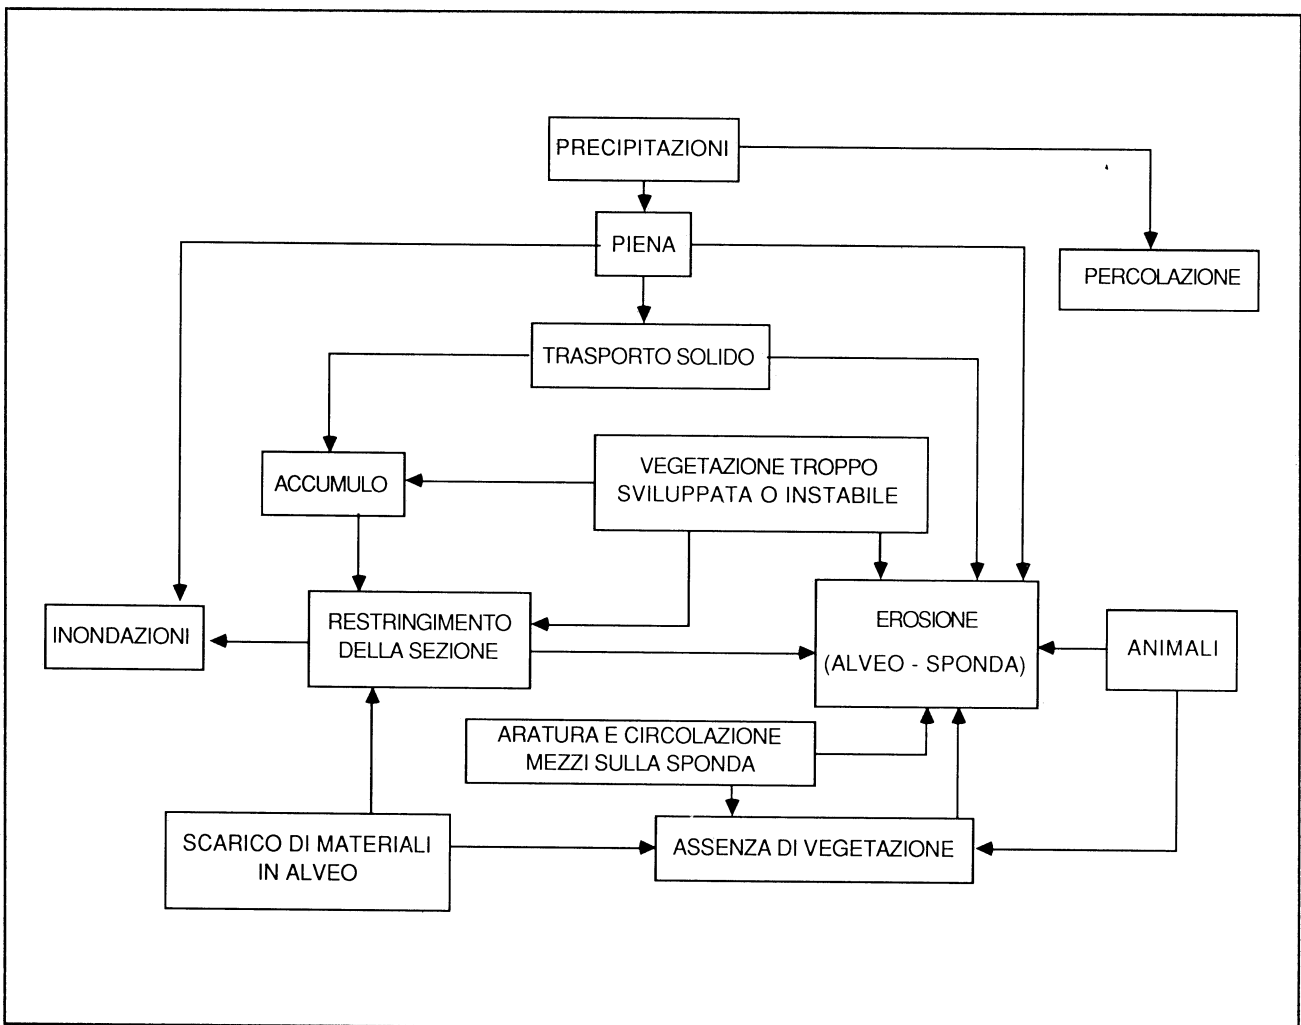 PRECIPITAZIONI
PIENA
PERCOLAZIONE
TRASPORTO SOLIDO
VEGETAZIONE TROPPO
SVILUPPATA O INSTABILE
ACCUMULO
INONDAZIONI
RESTRINGIMENTO
DELLA SEZIONE
EROSIONE
(ALVEO - SPONDA)
ANIMALI
ARATURA E CIRCOLAZIONE
MEZZI SULLA SPONDA
SCARICO DI MATERIALI
IN ALVEO
ASSENZA DI VEGETAZIONE